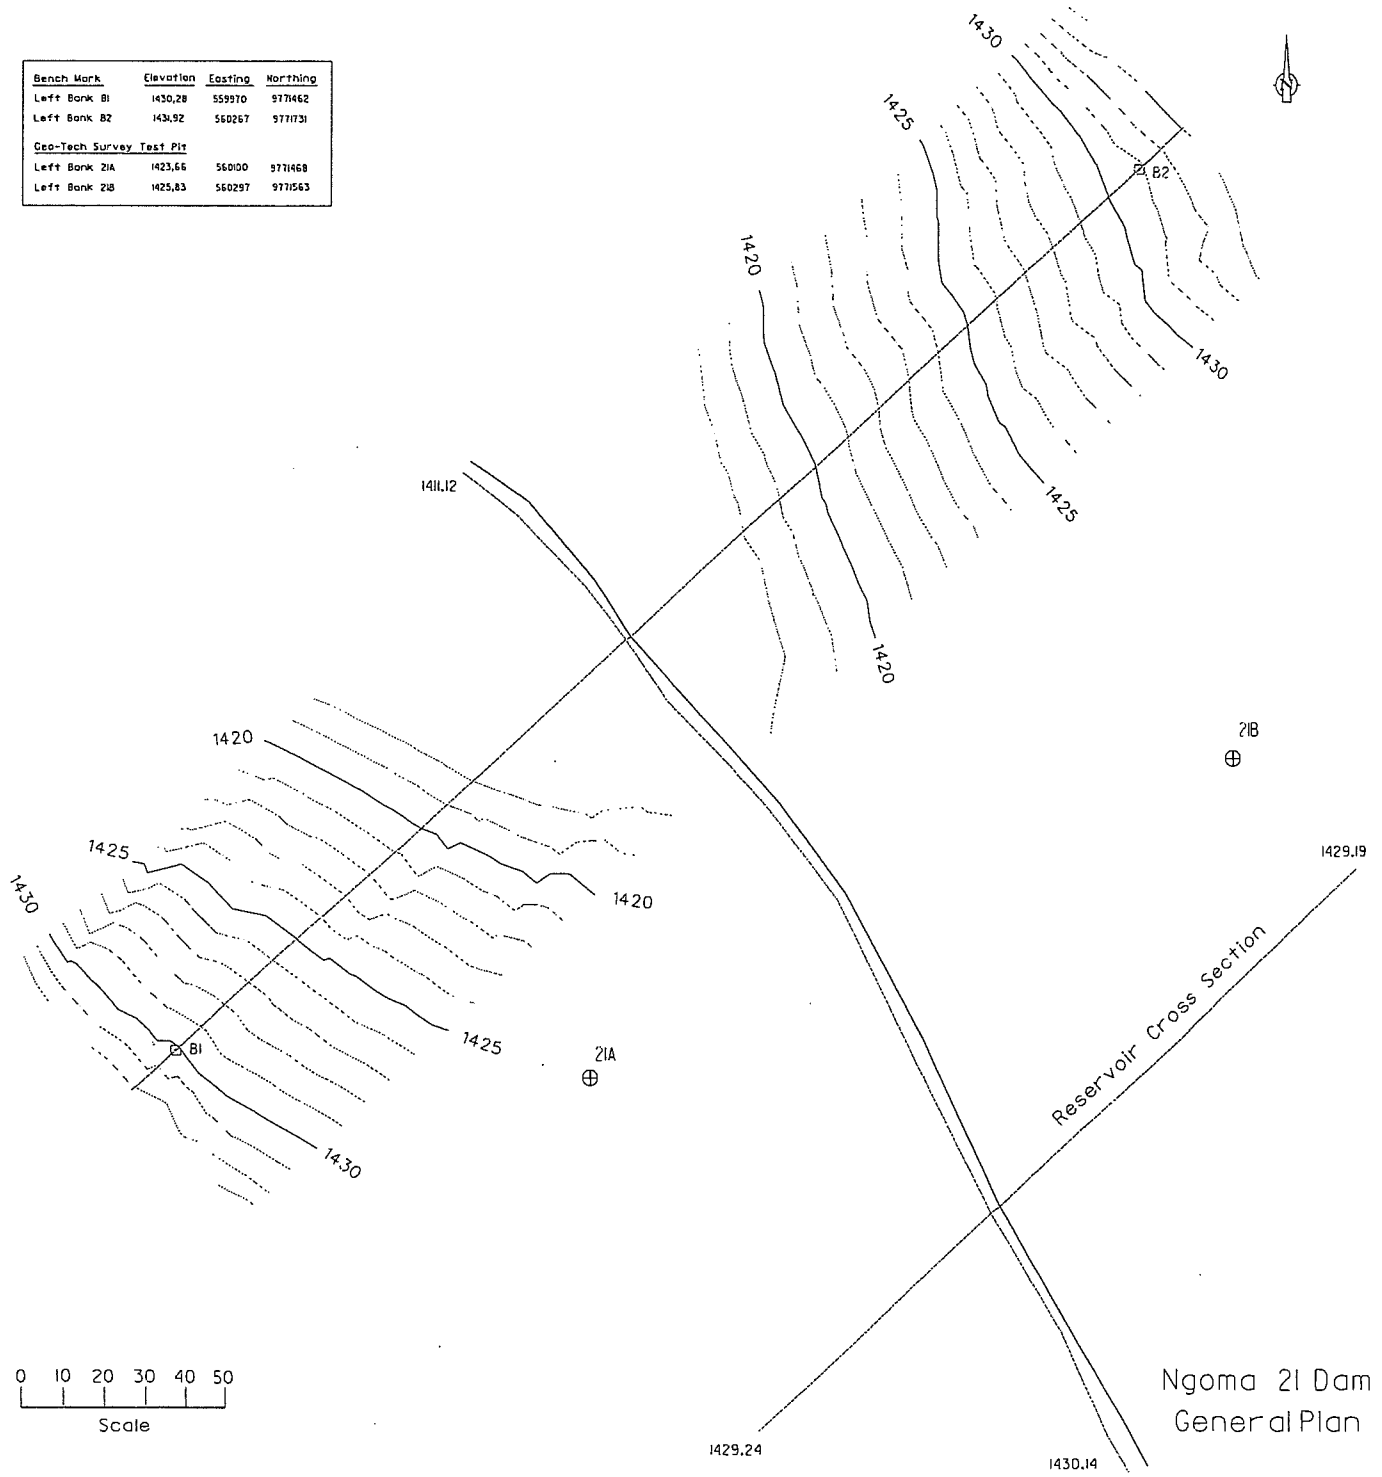 Bench Mark Elevation Easting Northing
Left Bank B1 1430,28 559970 9771462
Left Bank B2 1431,92 560267 9771731
Geo-Tech Survey Test Pit
Left Bank 21A 1423,66 560100 9771468
Left Bank 21B 1425,83 560297 9771563
1430
1425
B2
1420
1430
1411.12
1425
1420
21B
1420
1429.19
1425
1430
1420
Reservoir Cross Section
1425
B1
21A
1430
0 10 20 30 40 50
Scale
Ngoma 21 Dam
General Plan
1429.24
1430.14